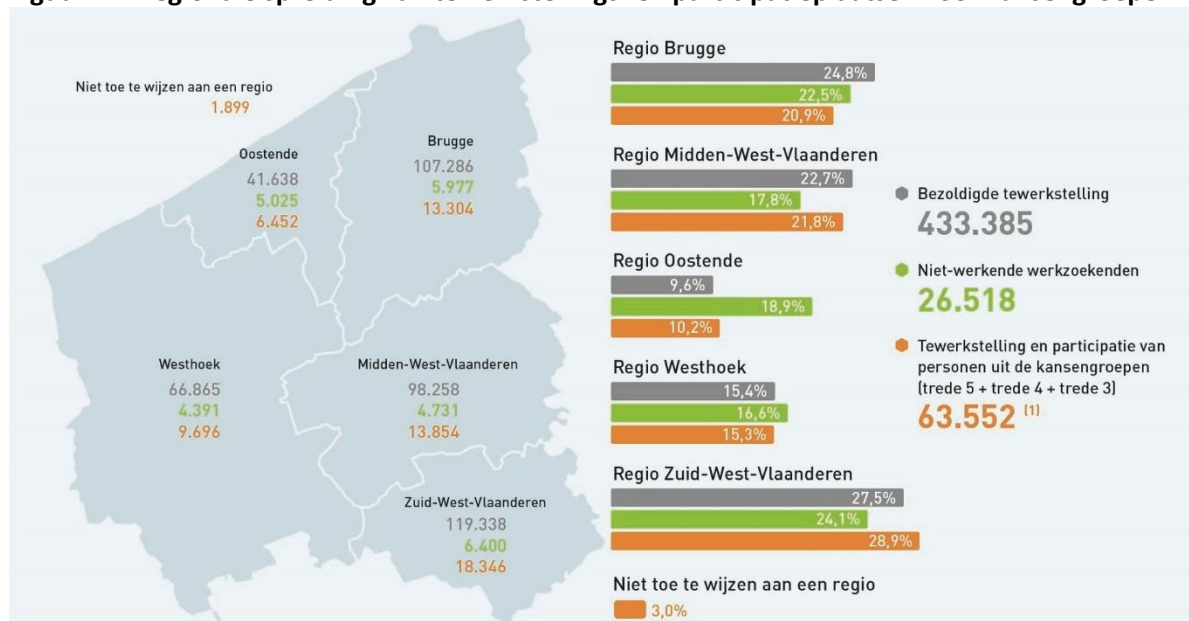 Niet toe te wijzen aan een regio
1.899
Oostende
41.638
5.025
6.452
Brugge
107.286
5.977
13.304
Westhoek
66.865
4.391
9.696
Midden-West-Vlaanderen
98.258
4.731
13.854
Zuid-West-Vlaanderen
119.338
6.400
18.346
Regio Brugge
24,8%
22,5%
20,9%
Regio Midden-West-Vlaanderen
22,7%
17,8%
21,8%
Regio Oostende
9,6%
18,9%
10,2%
Regio Westhoek
15,4%
16,6%
15,3%
Regio Zuid-West-Vlaanderen
27,5%
24,1%
28,9%
Niet toe te wijzen aan een regio
3,0%
Bezoldigde tewerkstelling
433.385
Niet-werkende werkzoekenden
26.518
Tewerkstelling en participatie van
personen uit de kansengroepen
(trede 5 + trede 4 + trede 3)
63.552 (1)